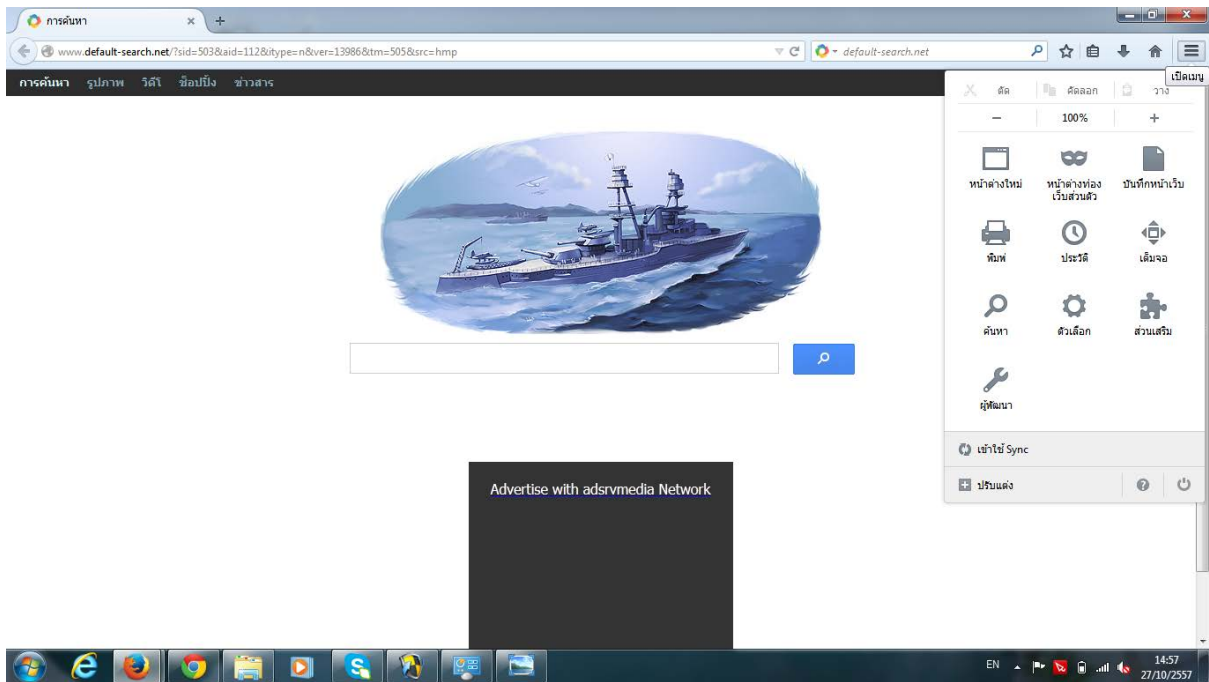 การค้นหา
www.default-search.net/?sid=503&aid=112&itype=n&ver=13986&tm=505&src=hmp
default-search.net
เปิดเมนู
การค้นหา รูปภาพ วิดีโ ช็อปปิ้ง ข่าวสาร
ตัด คัดลอก วาง
− 100% +
หน้าต่างใหม่ หน้าต่างท่องเว็บส่วนตัว บันทึกหน้าเว็บ
พิมพ์ ประวัติ เต็มจอ
ค้นหา ตัวเลือก ส่วนเสริม
ผู้พัฒนา
เข้าใช้ Sync
ปรับแต่ง
Advertise with adsrvmedia Network
EN 14:57
27/10/2557